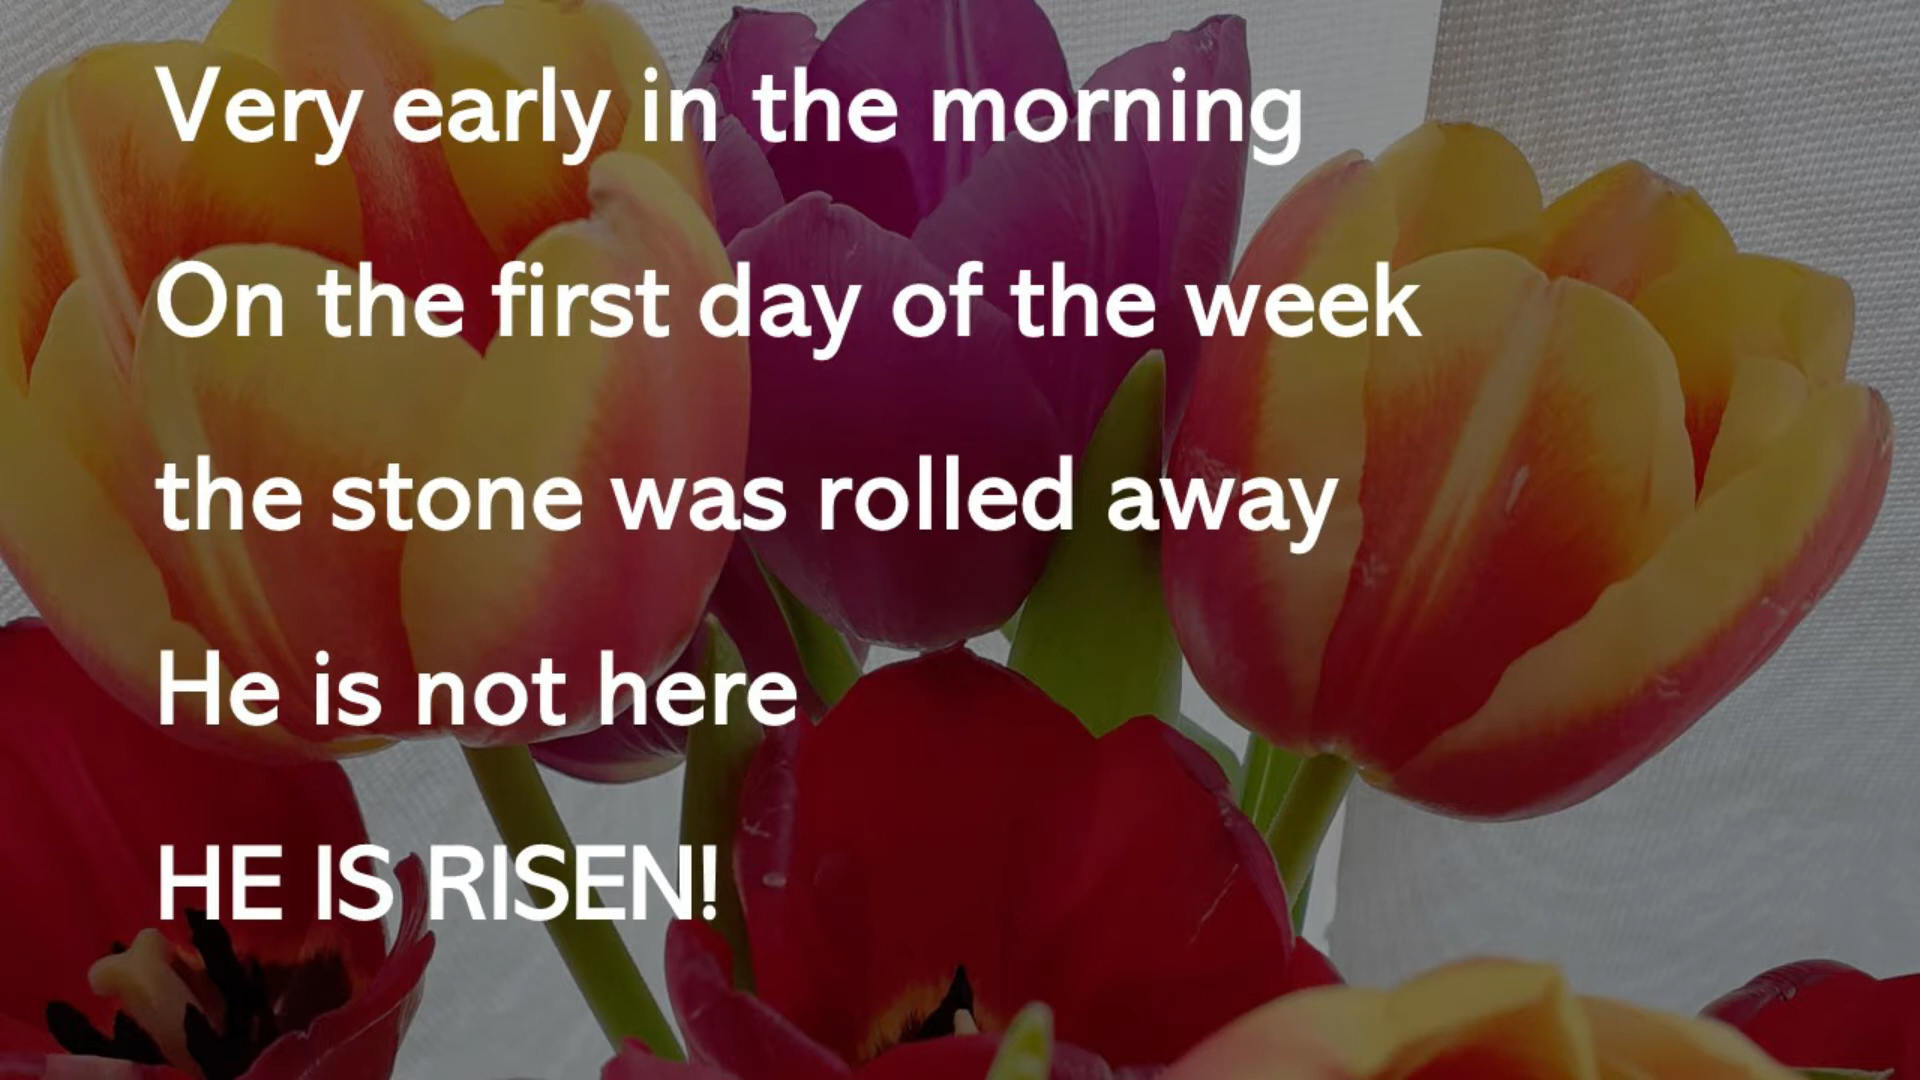 Very early in the morning
On the first day of the week
the stone was rolled away
He is not here
HE IS RISEN!